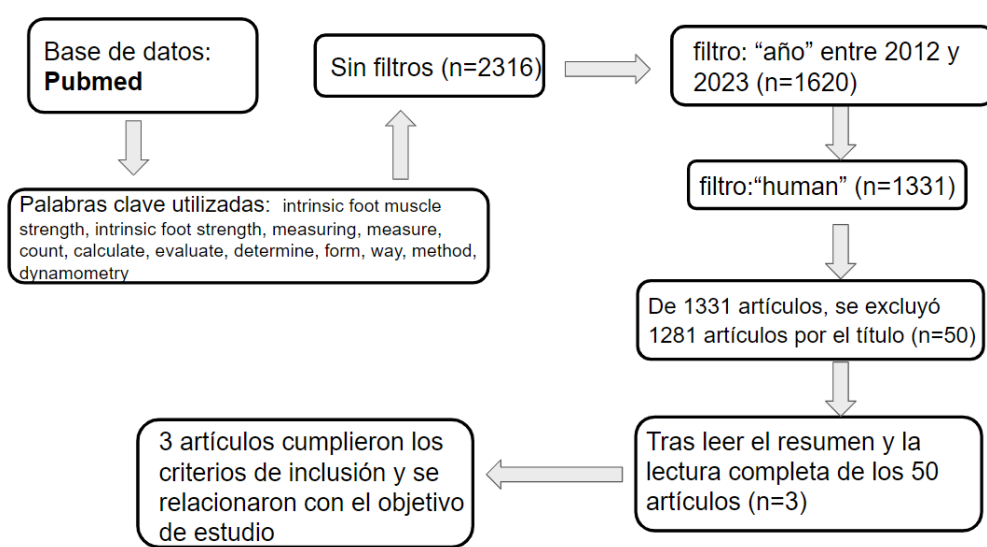 Base de datos:
Pubmed
Palabras clave utilizadas: intrinsic foot muscle
strength, intrinsic foot strength, measuring, measure,
count, calculate, evaluate, determine, form, way, method,
dynamometry
Sin filtros (n=2316)
filtro: “año” entre 2012 y
2023 (n=1620)
filtro:“human” (n=1331)
De 1331 artículos, se excluyó
1281 artículos por el título (n=50)
Tras leer el resumen y la
lectura completa de los 50
artículos (n=3)
3 artículos cumplieron los
criterios de inclusión y se
relacionaron con el objetivo
de estudio